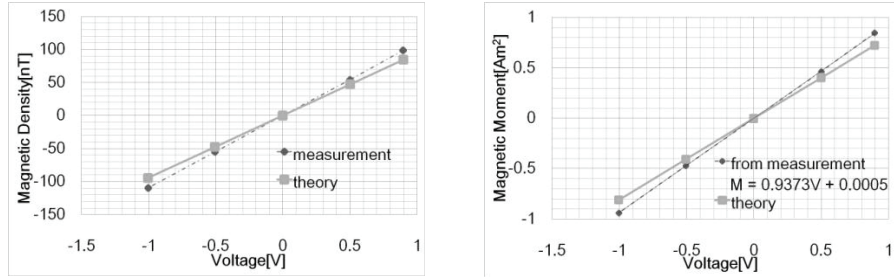 150
100
50
0
-50
-100
-150
Magnetic Density[nT]
measurement
theory
-1.5
-1
-0.5
0
0.5
1
Voltage[V]
1
0.5
0
-0.5
-1
Magnetic Moment[Am²]
from measurement
M = 0.9373V + 0.0005
theory
-1.5
-1
-0.5
0
0.5
1
Voltage[V]